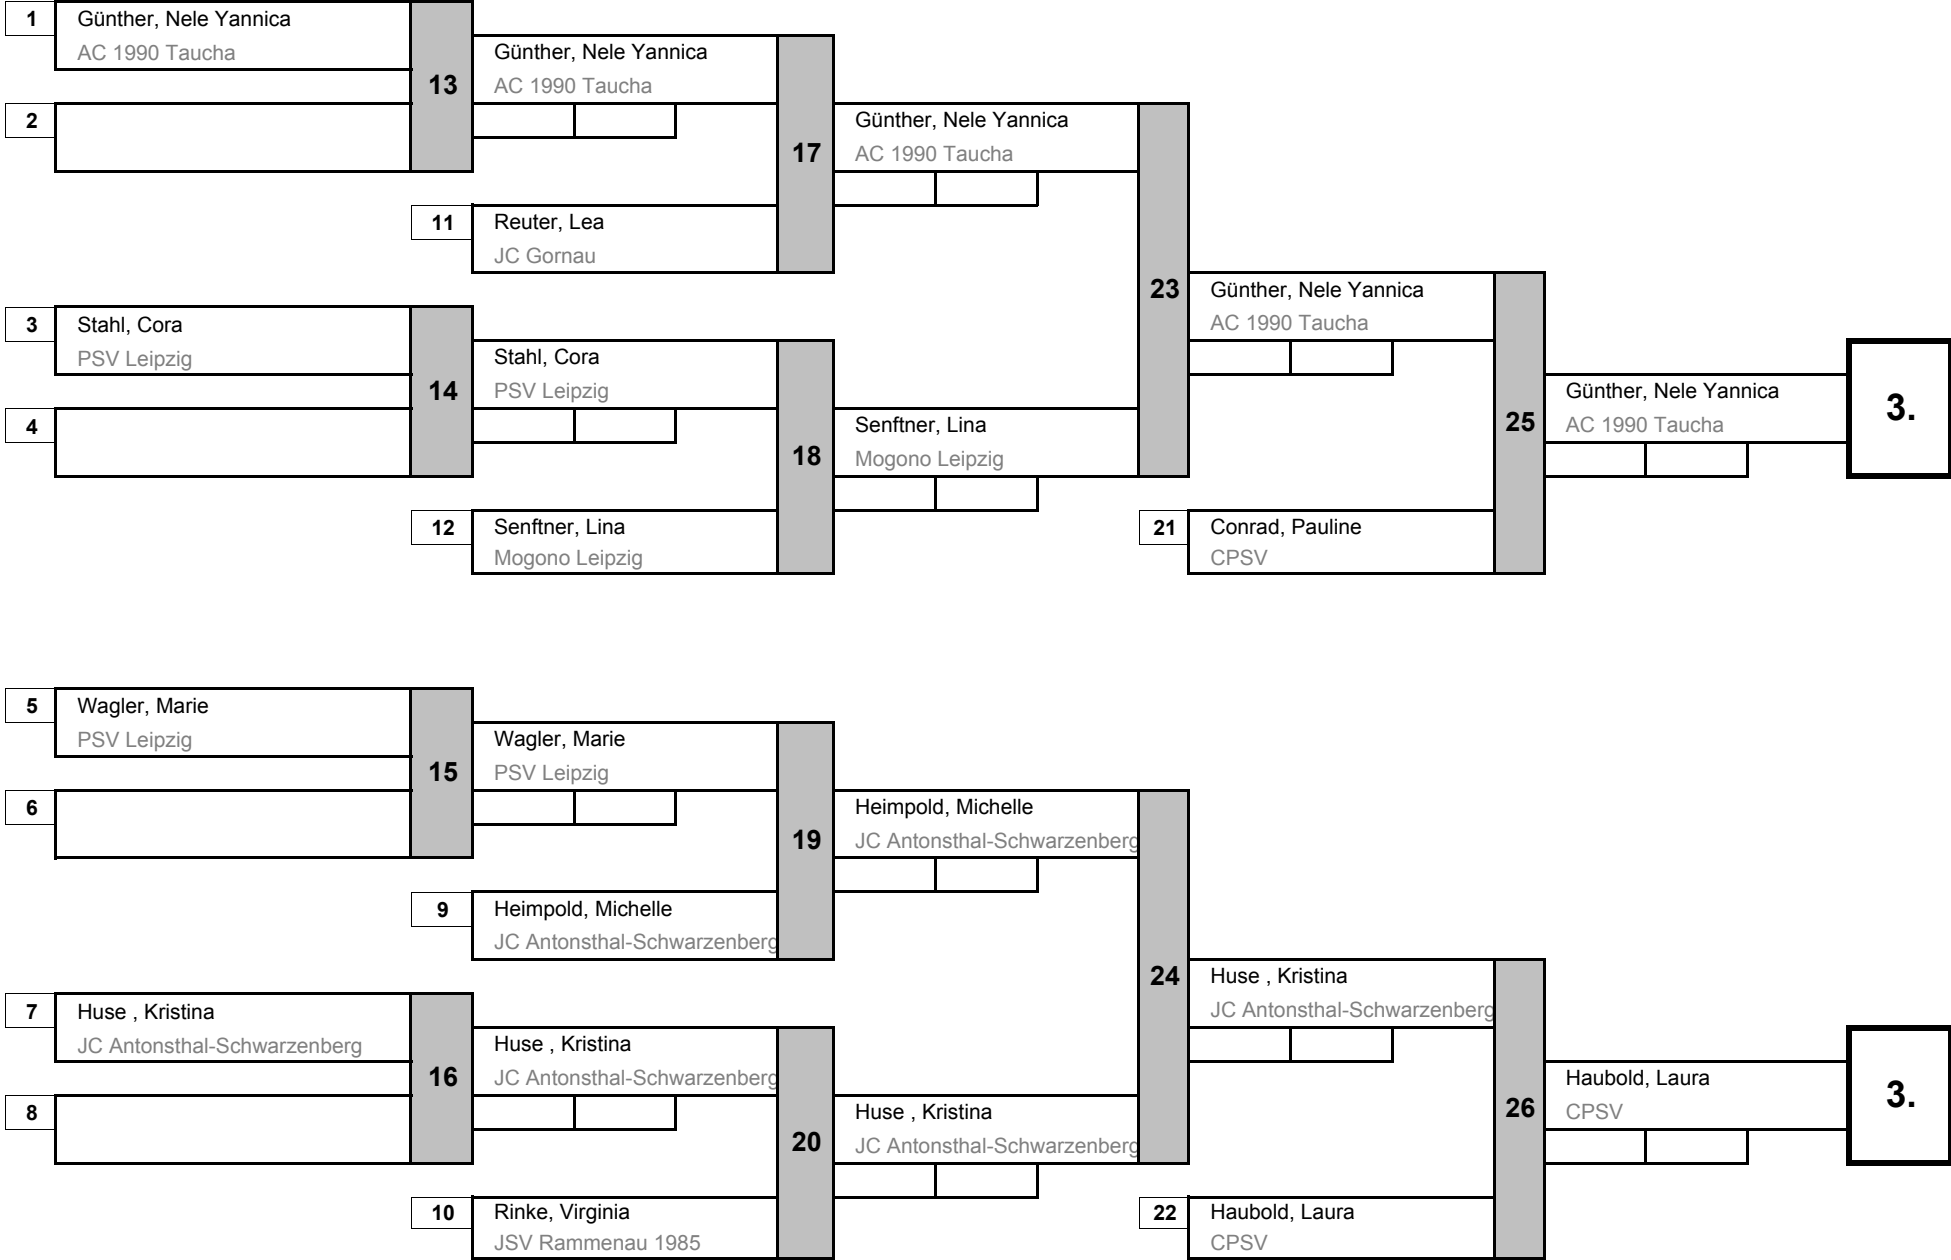 1
Günther, Nele Yannica
AC 1990 Taucha
13
Günther, Nele Yannica
AC 1990 Taucha
2
17
Günther, Nele Yannica
AC 1990 Taucha
11
Reuter, Lea
JC Gornau
23
Günther, Nele Yannica
AC 1990 Taucha
3
Stahl, Cora
PSV Leipzig
14
Stahl, Cora
PSV Leipzig
4
18
Senftner, Lina
Mogono Leipzig
25
Günther, Nele Yannica
AC 1990 Taucha
3.
12
Senftner, Lina
Mogono Leipzig
21
Conrad, Pauline
CPSV
5
Wagler, Marie
PSV Leipzig
15
Wagler, Marie
PSV Leipzig
6
19
Heimpold, Michelle
JC Antonsthal-Schwarzenberg
9
Heimpold, Michelle
JC Antonsthal-Schwarzenberg
24
Huse , Kristina
JC Antonsthal-Schwarzenberg
7
Huse , Kristina
JC Antonsthal-Schwarzenberg
16
Huse , Kristina
JC Antonsthal-Schwarzenberg
8
20
Huse , Kristina
JC Antonsthal-Schwarzenberg
26
Haubold, Laura
CPSV
3.
10
Rinke, Virginia
JSV Rammenau 1985
22
Haubold, Laura
CPSV